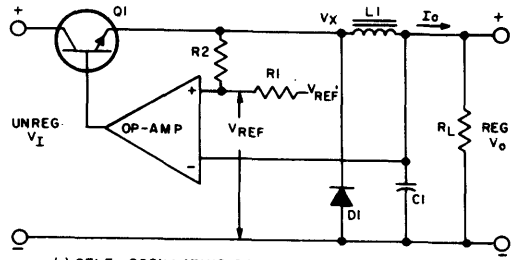 +
Q1
VX
L1
Io
+
R2
+
R1
VREF'
UNREG
VI
OP-AMP
VREF
RL
REG
Vo
-
D1
C1
-
-